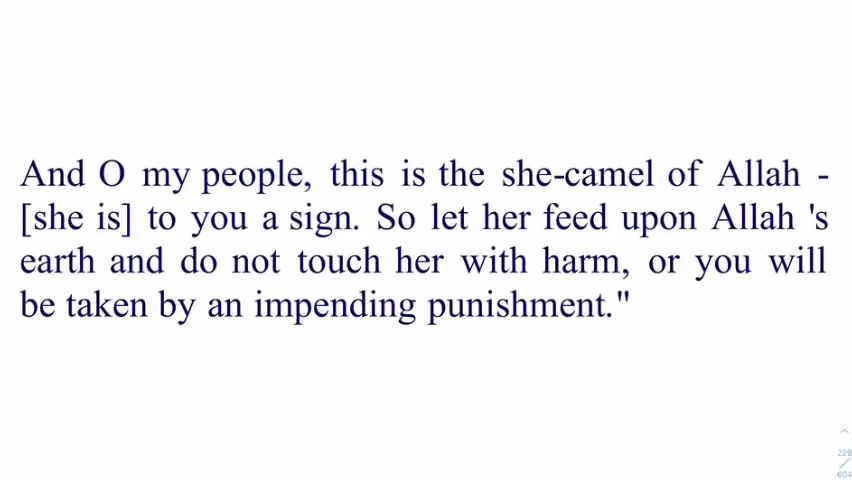 And O my people, this is the she-camel of Allah -
[she is] to you a sign. So let her feed upon Allah 's
earth and do not touch her with harm, or you will
be taken by an impending punishment."
229
/
604